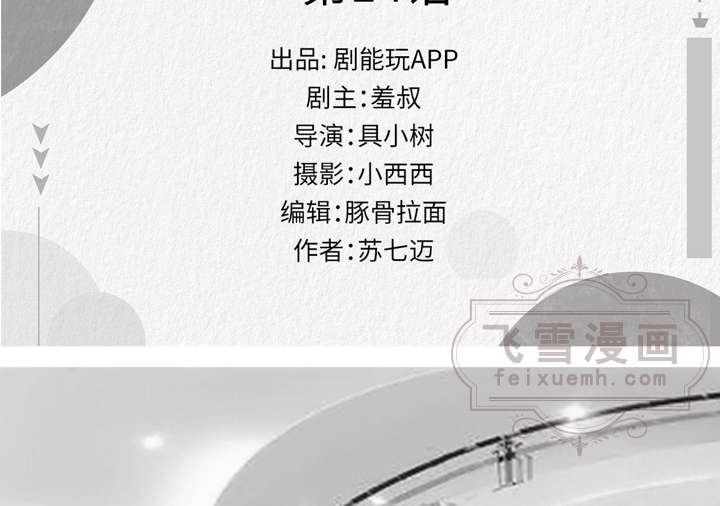 出品: 剧能玩APP
剧主：羞叔
导演：具小树
摄影：小西西
编辑：豚骨拉面
作者：苏七迈
飞雪漫画
feixuemh.com